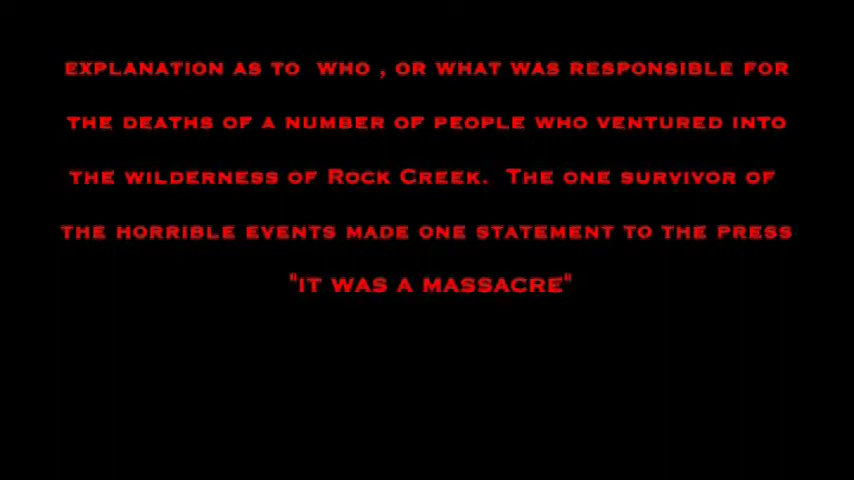 EXPLANATION AS TO  WHO , OR WHAT WAS RESPONSIBLE FOR
THE DEATHS OF A NUMBER OF PEOPLE WHO VENTURED INTO
THE WILDERNESS OF ROCK CREEK.  THE ONE SURVIVOR OF
THE HORRIBLE EVENTS MADE ONE STATEMENT TO THE PRESS
"IT WAS A MASSACRE"